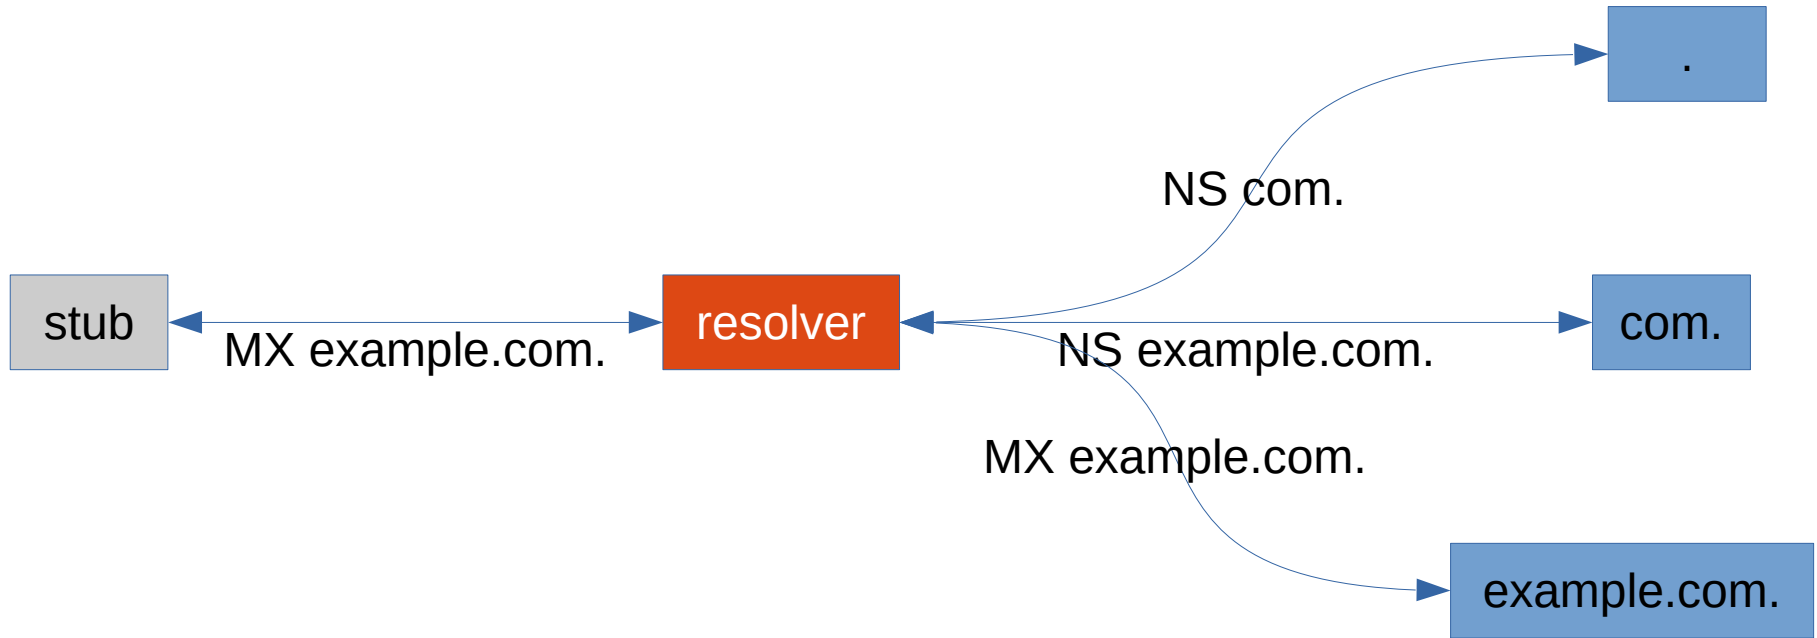 .
NS com.
stub
MX example.com.
resolver
NS example.com.
com.
MX example.com.
example.com.